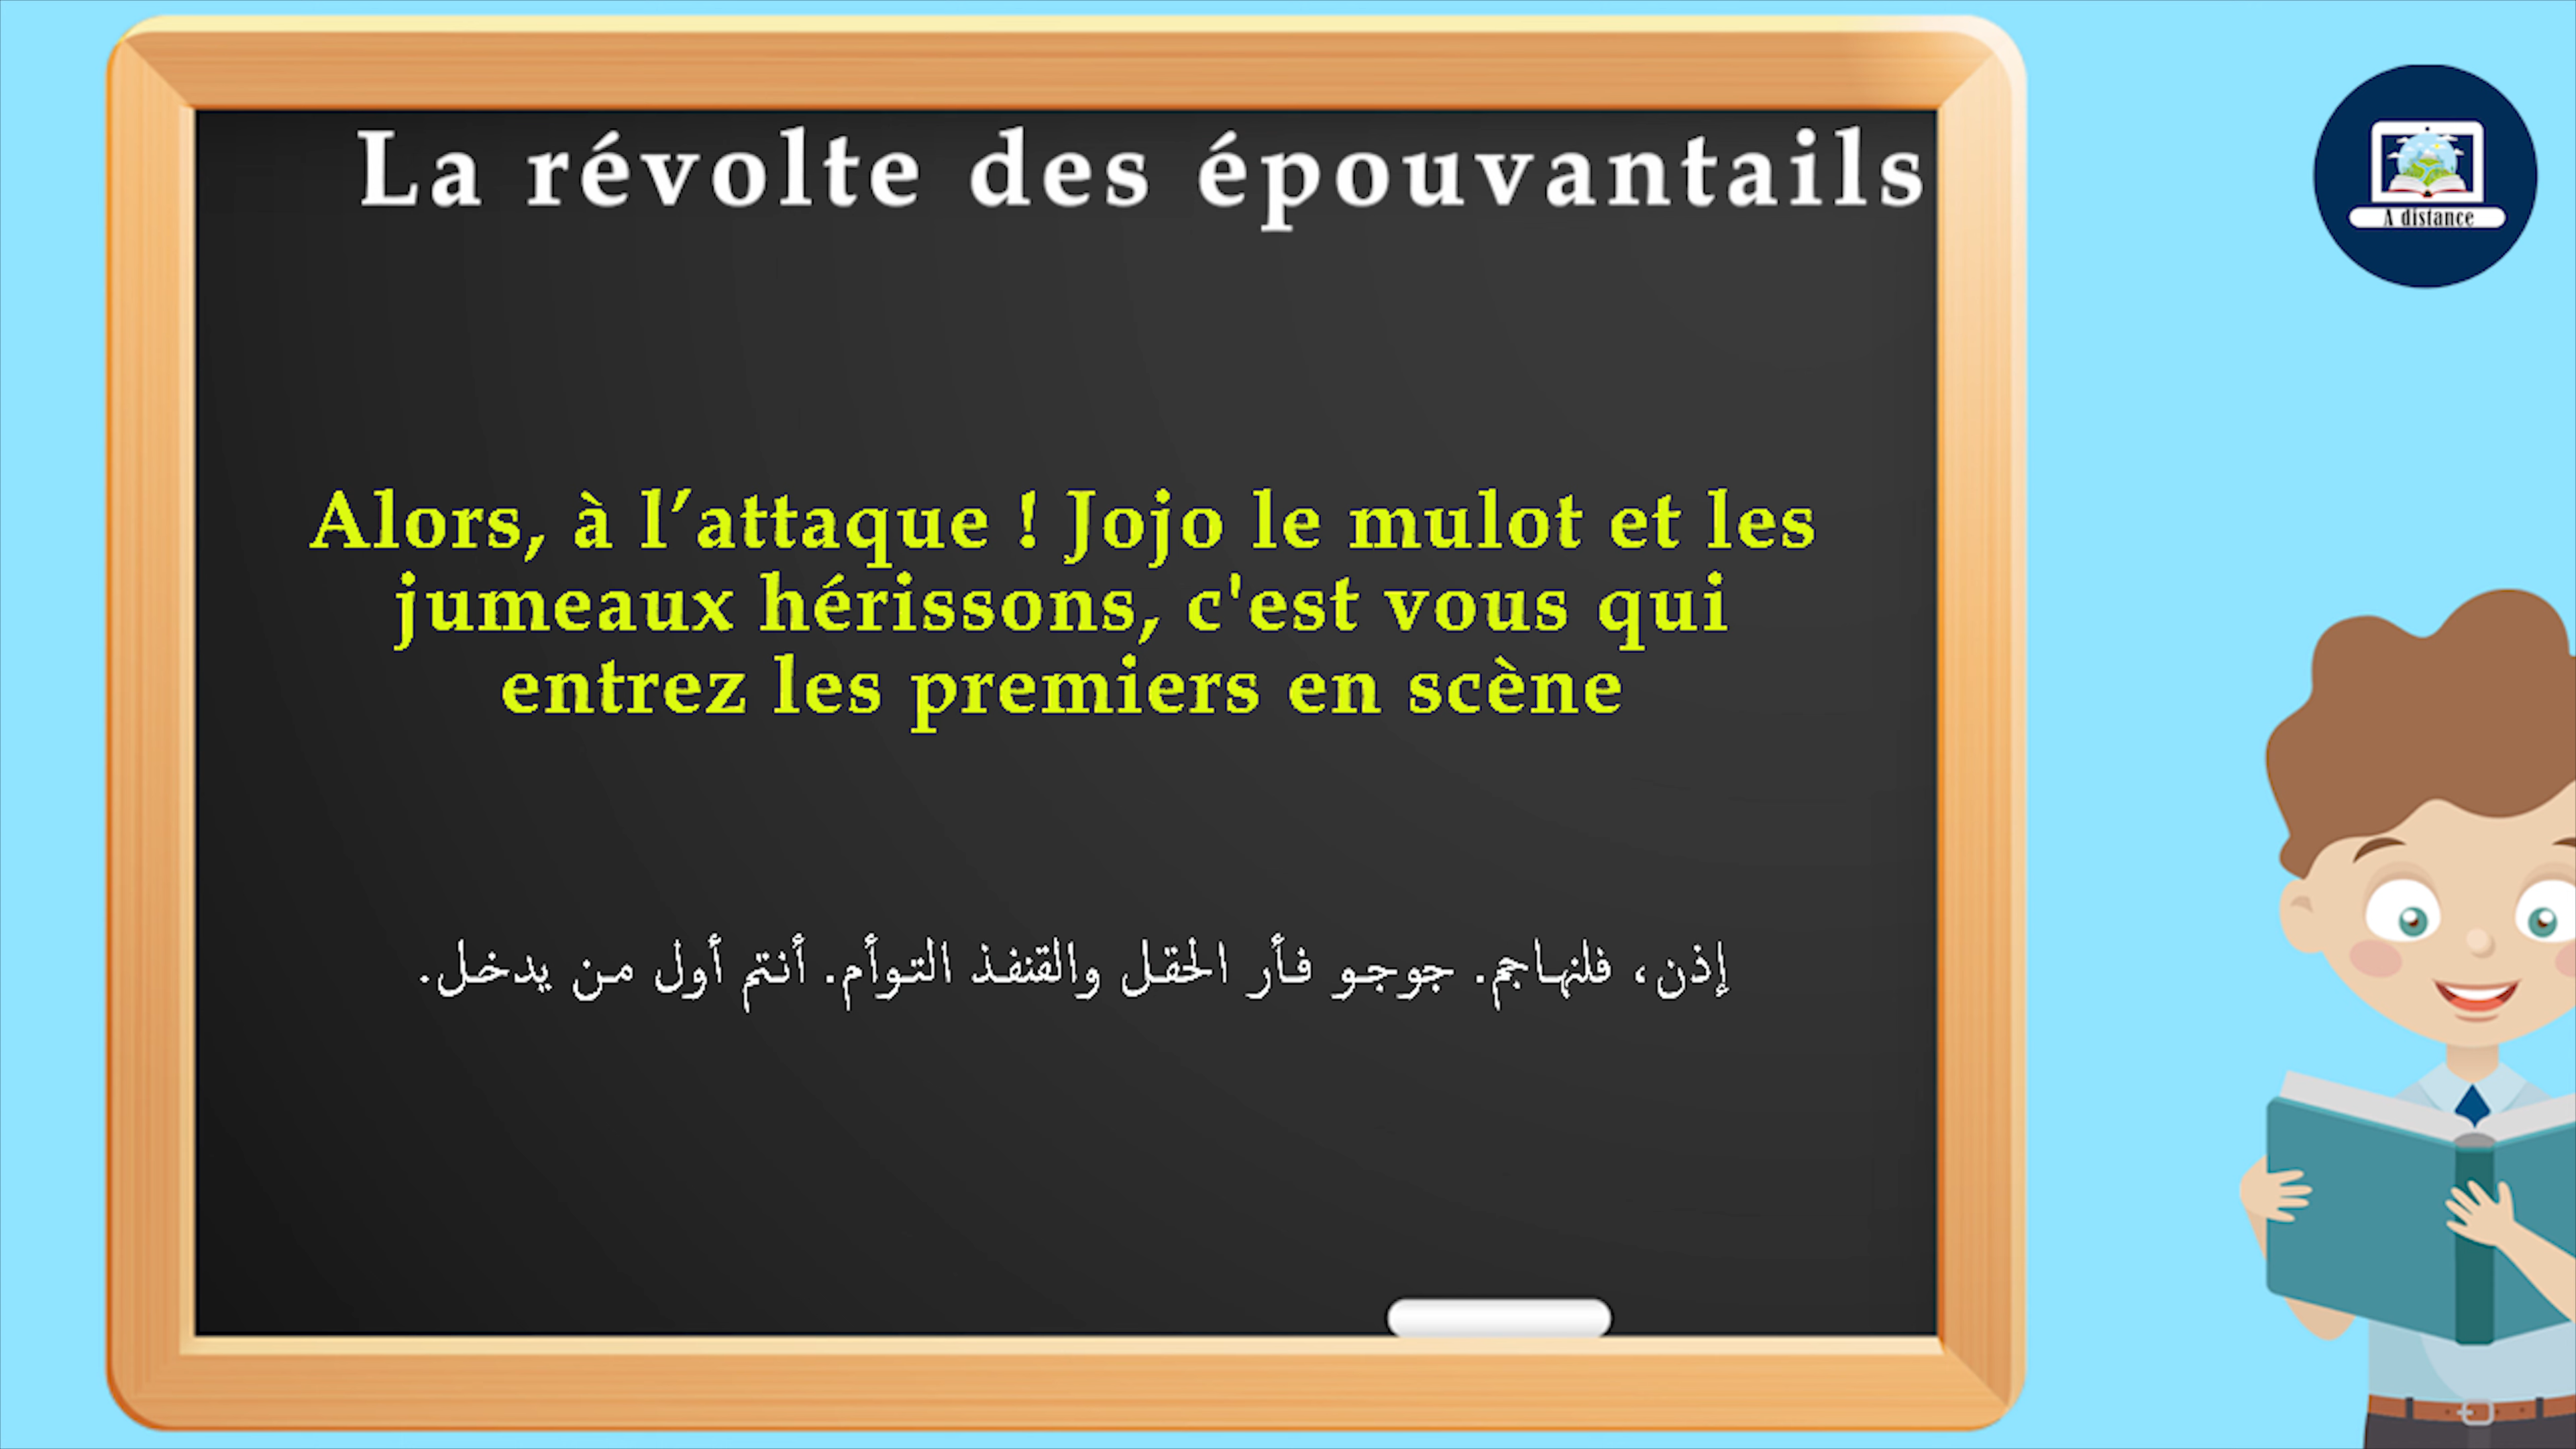 La révolte des épouvantails
A distance
Alors, à l’attaque ! Jojo le mulot et les
jumeaux hérissons, c'est vous qui
entrez les premiers en scène
إذن، فلنهاجم. جوجو فأر الحقل والقنفذ التوأم. أنتم أول من يدخل.